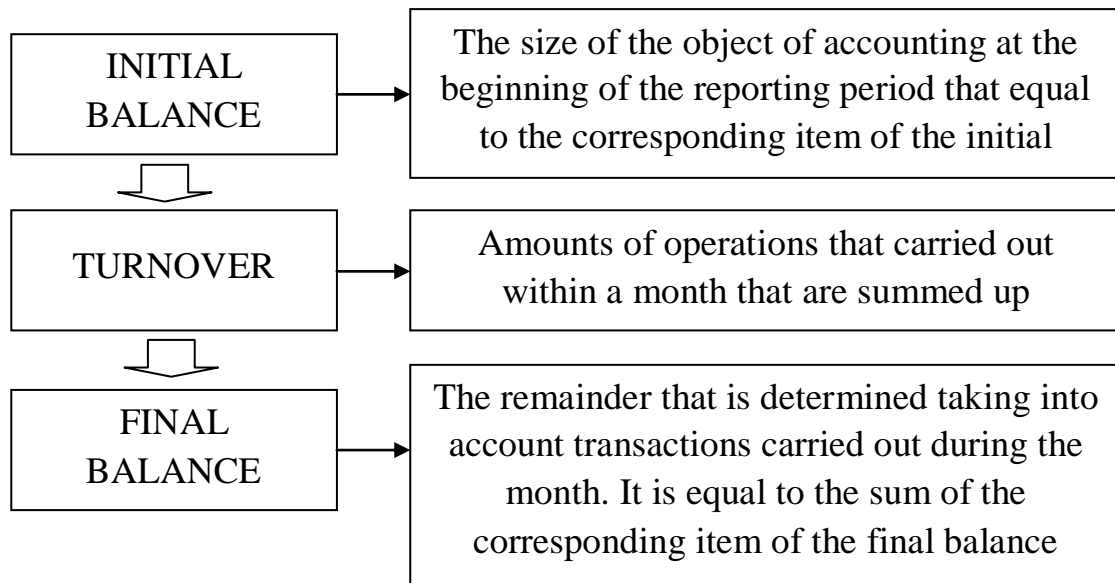 INITIAL
BALANCE
The size of the object of accounting at the
beginning of the reporting period that equal
to the corresponding item of the initial
TURNOVER
Amounts of operations that carried out
within a month that are summed up
FINAL
BALANCE
The remainder that is determined taking into
account transactions carried out during the
month. It is equal to the sum of the
corresponding item of the final balance